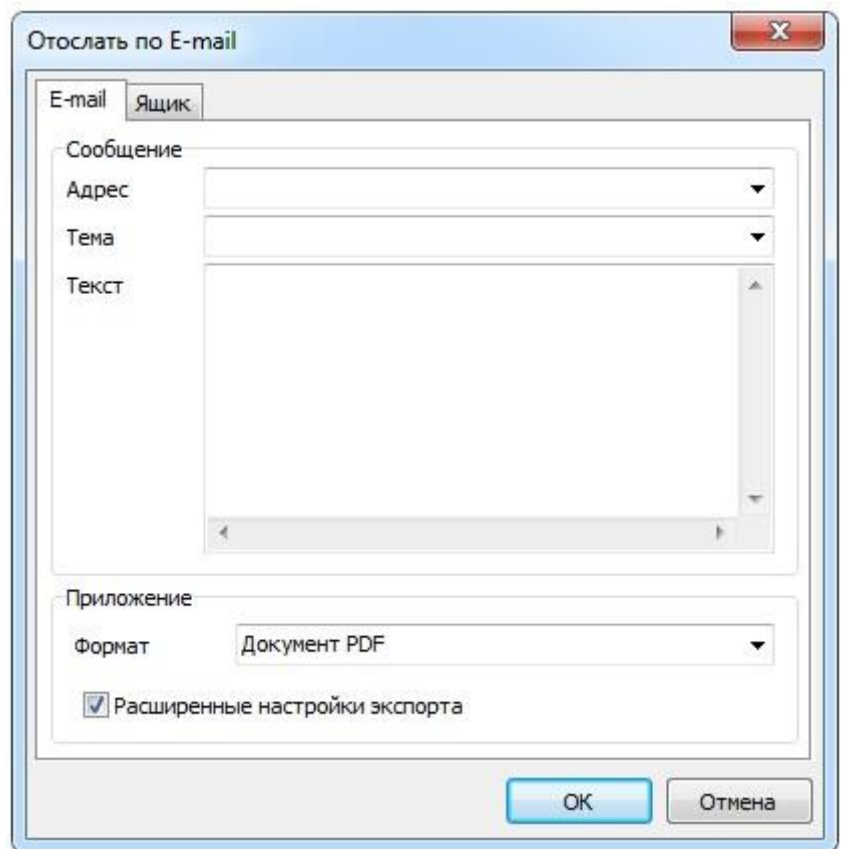 Отослать по E-mail
E-mail Ящик
Сообщение
Адрес
Тема
Текст
Приложение
Формат Документ PDF
Расширенные настройки экспорта
OK Отмена